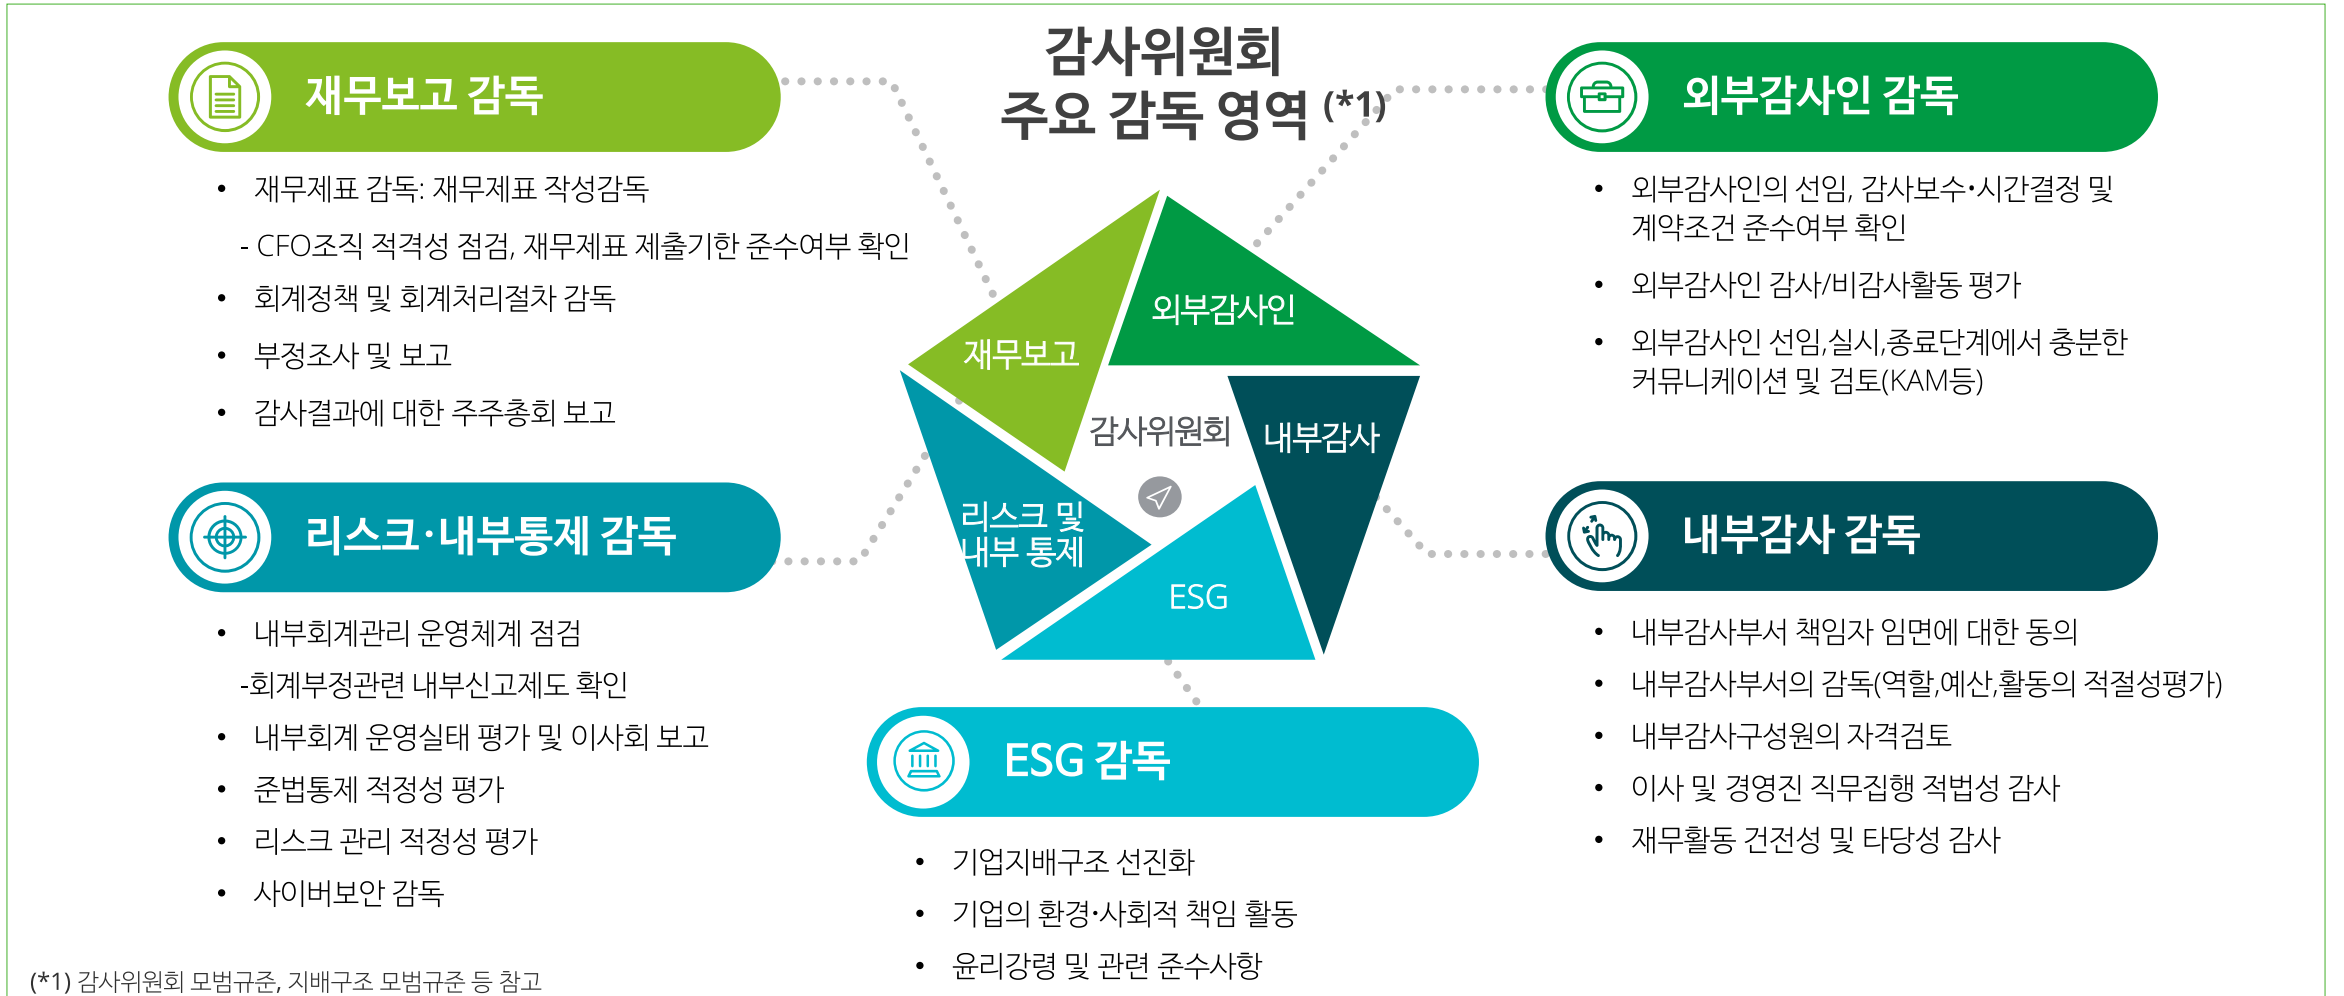 감사위원회
주요 감독 영역 (*1)
재무보고 감독
• 재무제표 감독: 재무제표 작성감독
- CFO조직 적격성 점검, 재무제표 제출기한 준수여부 확인
• 회계정책 및 회계처리절차 감독
• 부정조사 및 보고
• 감사결과에 대한 주주총회 보고
외부감사인 감독
• 외부감사인의 선임, 감사보수·시간결정 및
계약조건 준수여부 확인
• 외부감사인 감사/비감사활동 평가
• 외부감사인 선임,실시,종료단계에서 충분한
커뮤니케이션 및 검토(KAM등)
외부감사인
재무보고
감사위원회
내부감사
리스크 및
내부 통제
ESG
리스크·내부통제 감독
• 내부회계관리 운영체계 점검
-회계부정관련 내부신고제도 확인
• 내부회계 운영실태 평가 및 이사회 보고
• 준법통제 적정성 평가
• 리스크 관리 적정성 평가
• 사이버보안 감독
내부감사 감독
• 내부감사부서 책임자 임면에 대한 동의
• 내부감사부서의 감독(역할,예산,활동의 적절성평가)
• 내부감사구성원의 자격검토
• 이사 및 경영진 직무집행 적법성 감사
• 재무활동 건전성 및 타당성 감사
ESG 감독
• 기업지배구조 선진화
• 기업의 환경·사회적 책임 활동
• 윤리강령 및 관련 준수사항
(*1) 감사위원회 모범규준, 지배구조 모범규준 등 참고